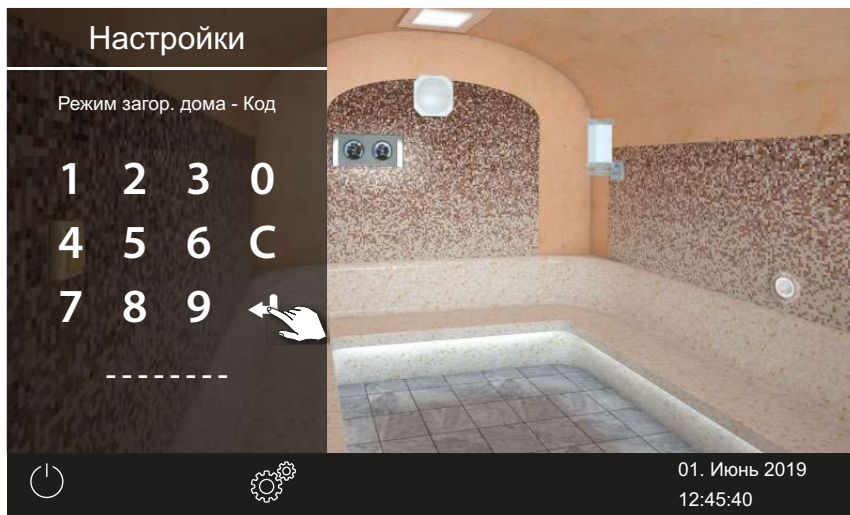 Настройки
Режим загор. дома - Код
1 2 3 0
4 5 6 C
7 8 9
--------
01. Июнь 2019
12:45:40